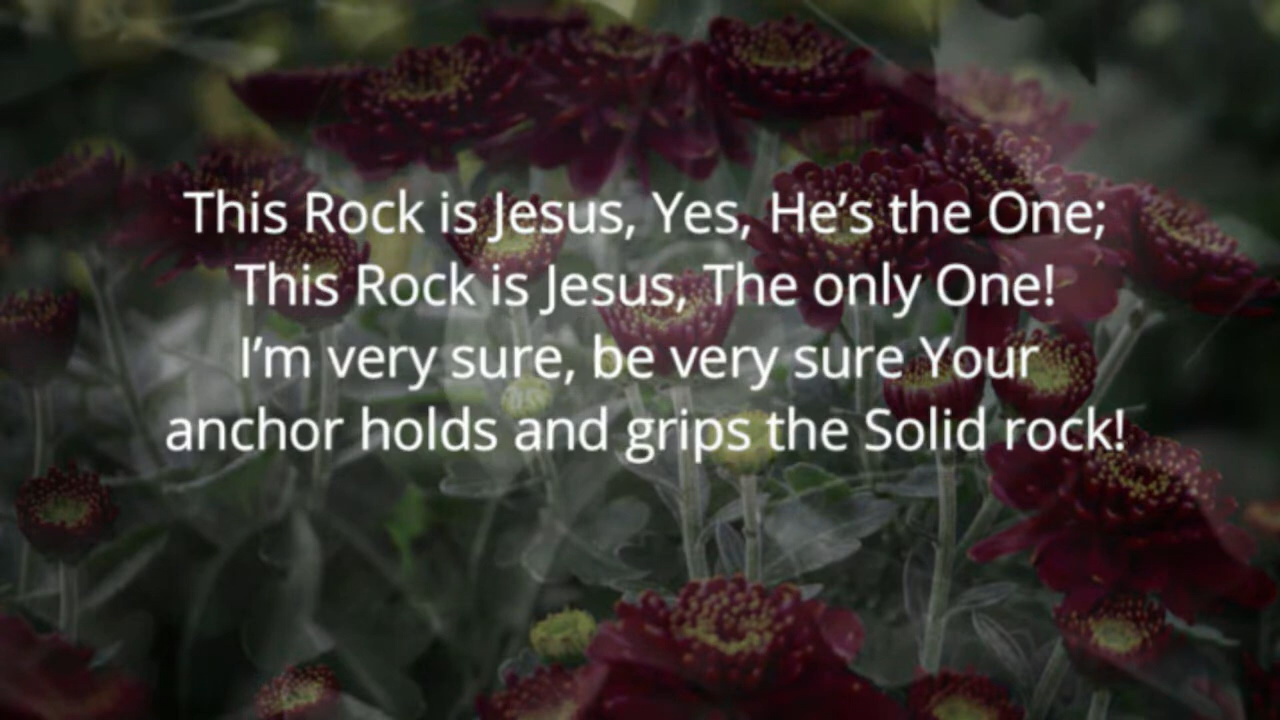 This Rock is Jesus, Yes, He’s the One;
This Rock is Jesus, The only One!
I’m very sure, be very sure Your
anchor holds and grips the Solid rock!